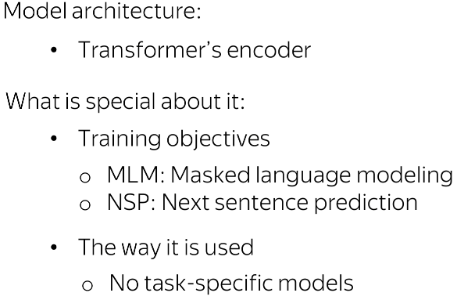 Model architecture:
• Transformer's encoder
What is special about it:
• Training objectives
o MLM: Masked language modeling
o NSP: Next sentence prediction
• The way it is used
o No task-specific models